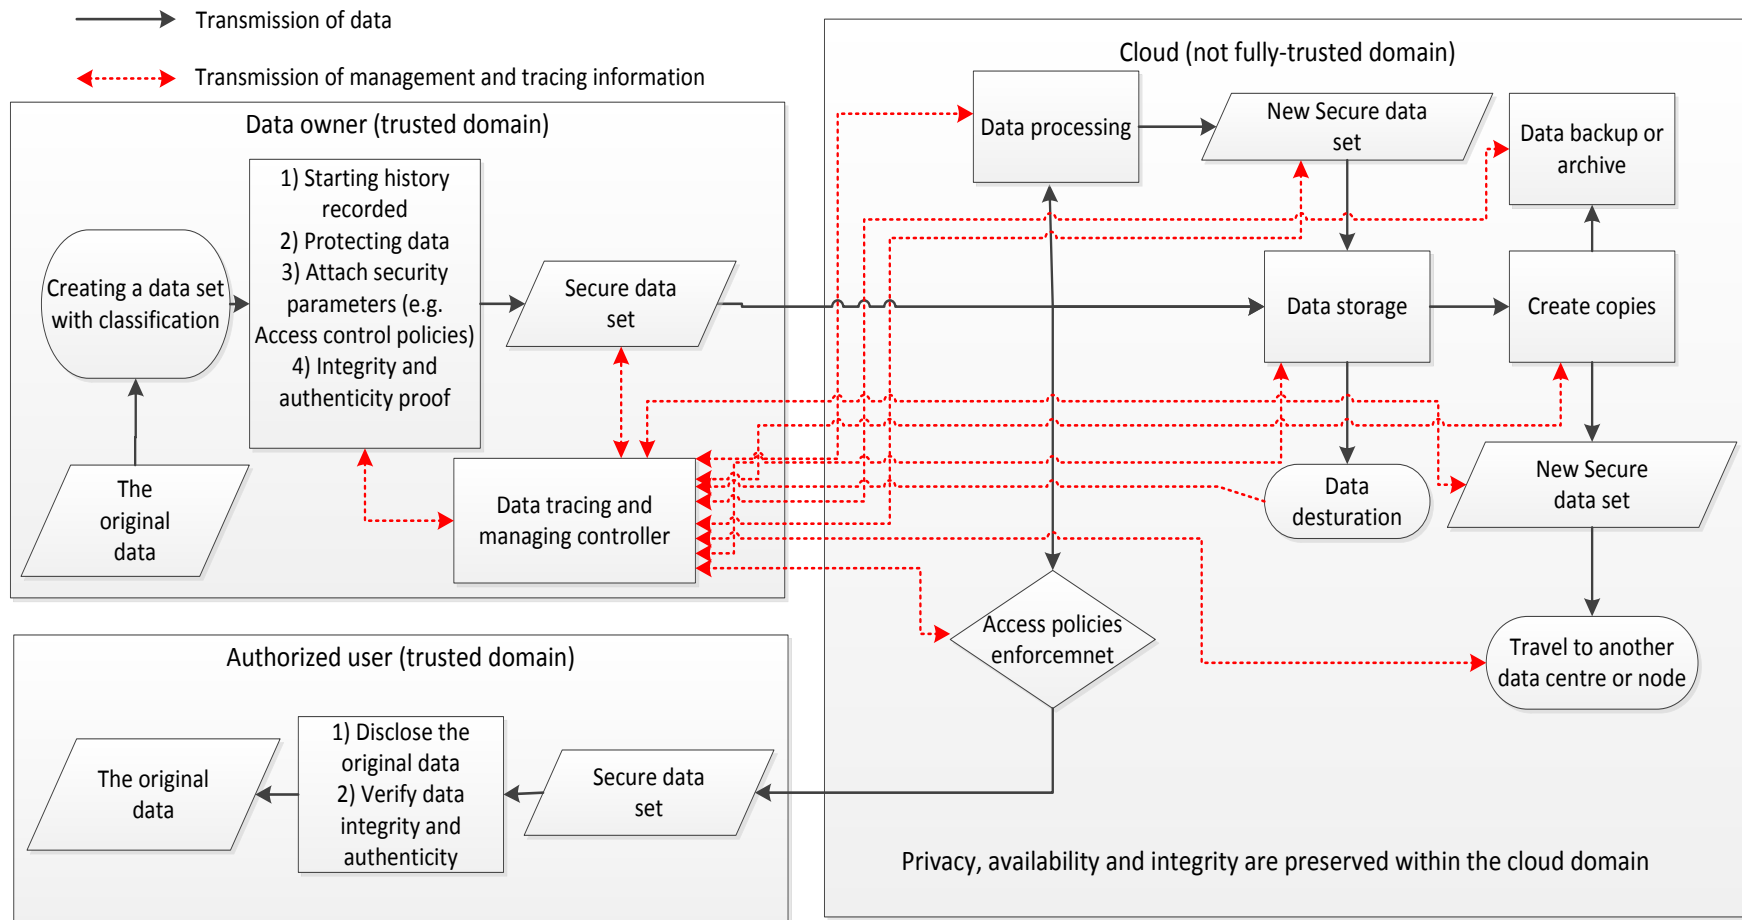 Transmission of data
Transmission of management and tracing information
Data owner (trusted domain)
Creating a data set
with classification
1) Starting history
recorded
2) Protecting data
3) Attach security
parameters (e.g.
Access control policies)
4) Integrity and
authenticity proof
Secure data
set
The
original
data
Data tracing and
managing controller
Cloud (not fully-trusted domain)
Data processing
New Secure data
set
Data backup or
archive
Data storage
Create copies
Data
desturation
New Secure
data set
Access policies
enforcemnet
Travel to another
data centre or node
Privacy, availability and integrity are preserved within the cloud domain
Authorized user (trusted domain)
The original
data
1) Disclose the
original data
2) Verify data
integrity and
authenticity
Secure data
set